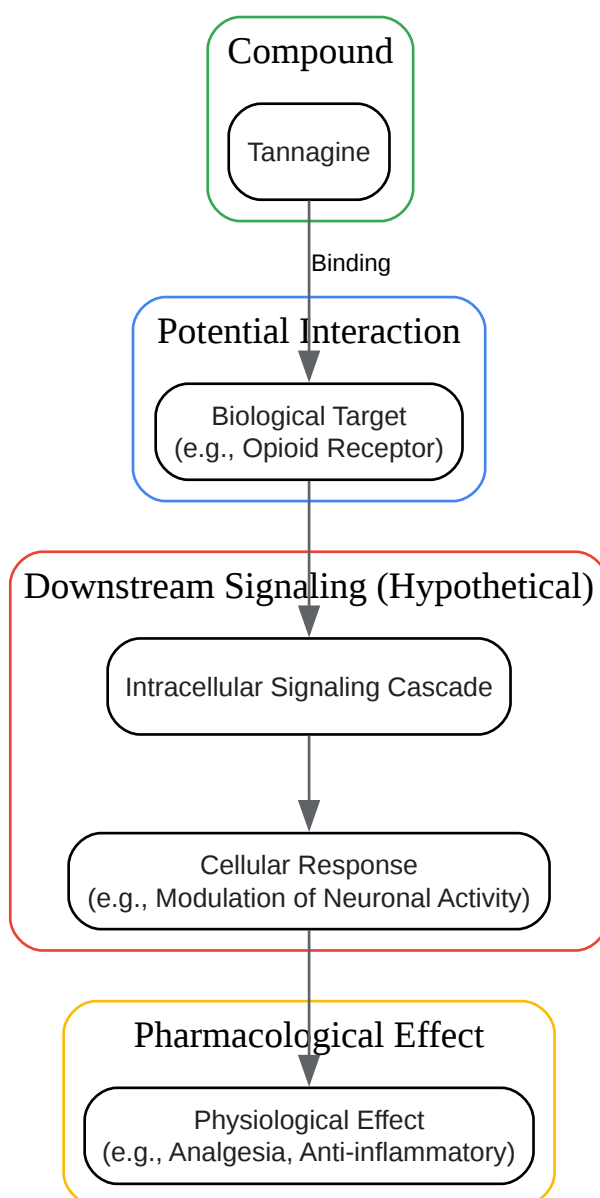 Compound
Tannagine
Binding
Potential Interaction
Biological Target
(e.g., Opioid Receptor)
Downstream Signaling (Hypothetical)
Intracellular Signaling Cascade
Cellular Response
(e.g., Modulation of Neuronal Activity)
Pharmacological Effect
Physiological Effect
(e.g., Analgesia, Anti-inflammatory)